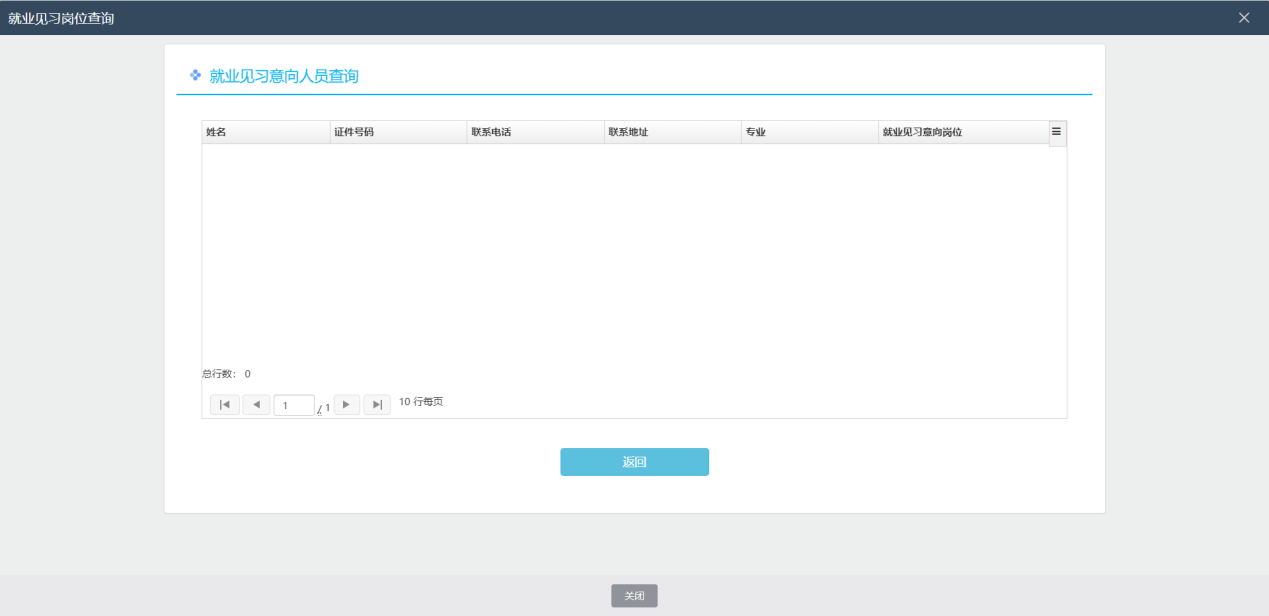 就业见习岗位查询
就业见习意向人员查询
姓名 证件号码 联系电话 联系地址 专业 就业见习意向岗位
总行数： 0
1 / 1 10 行每页
返回
关闭